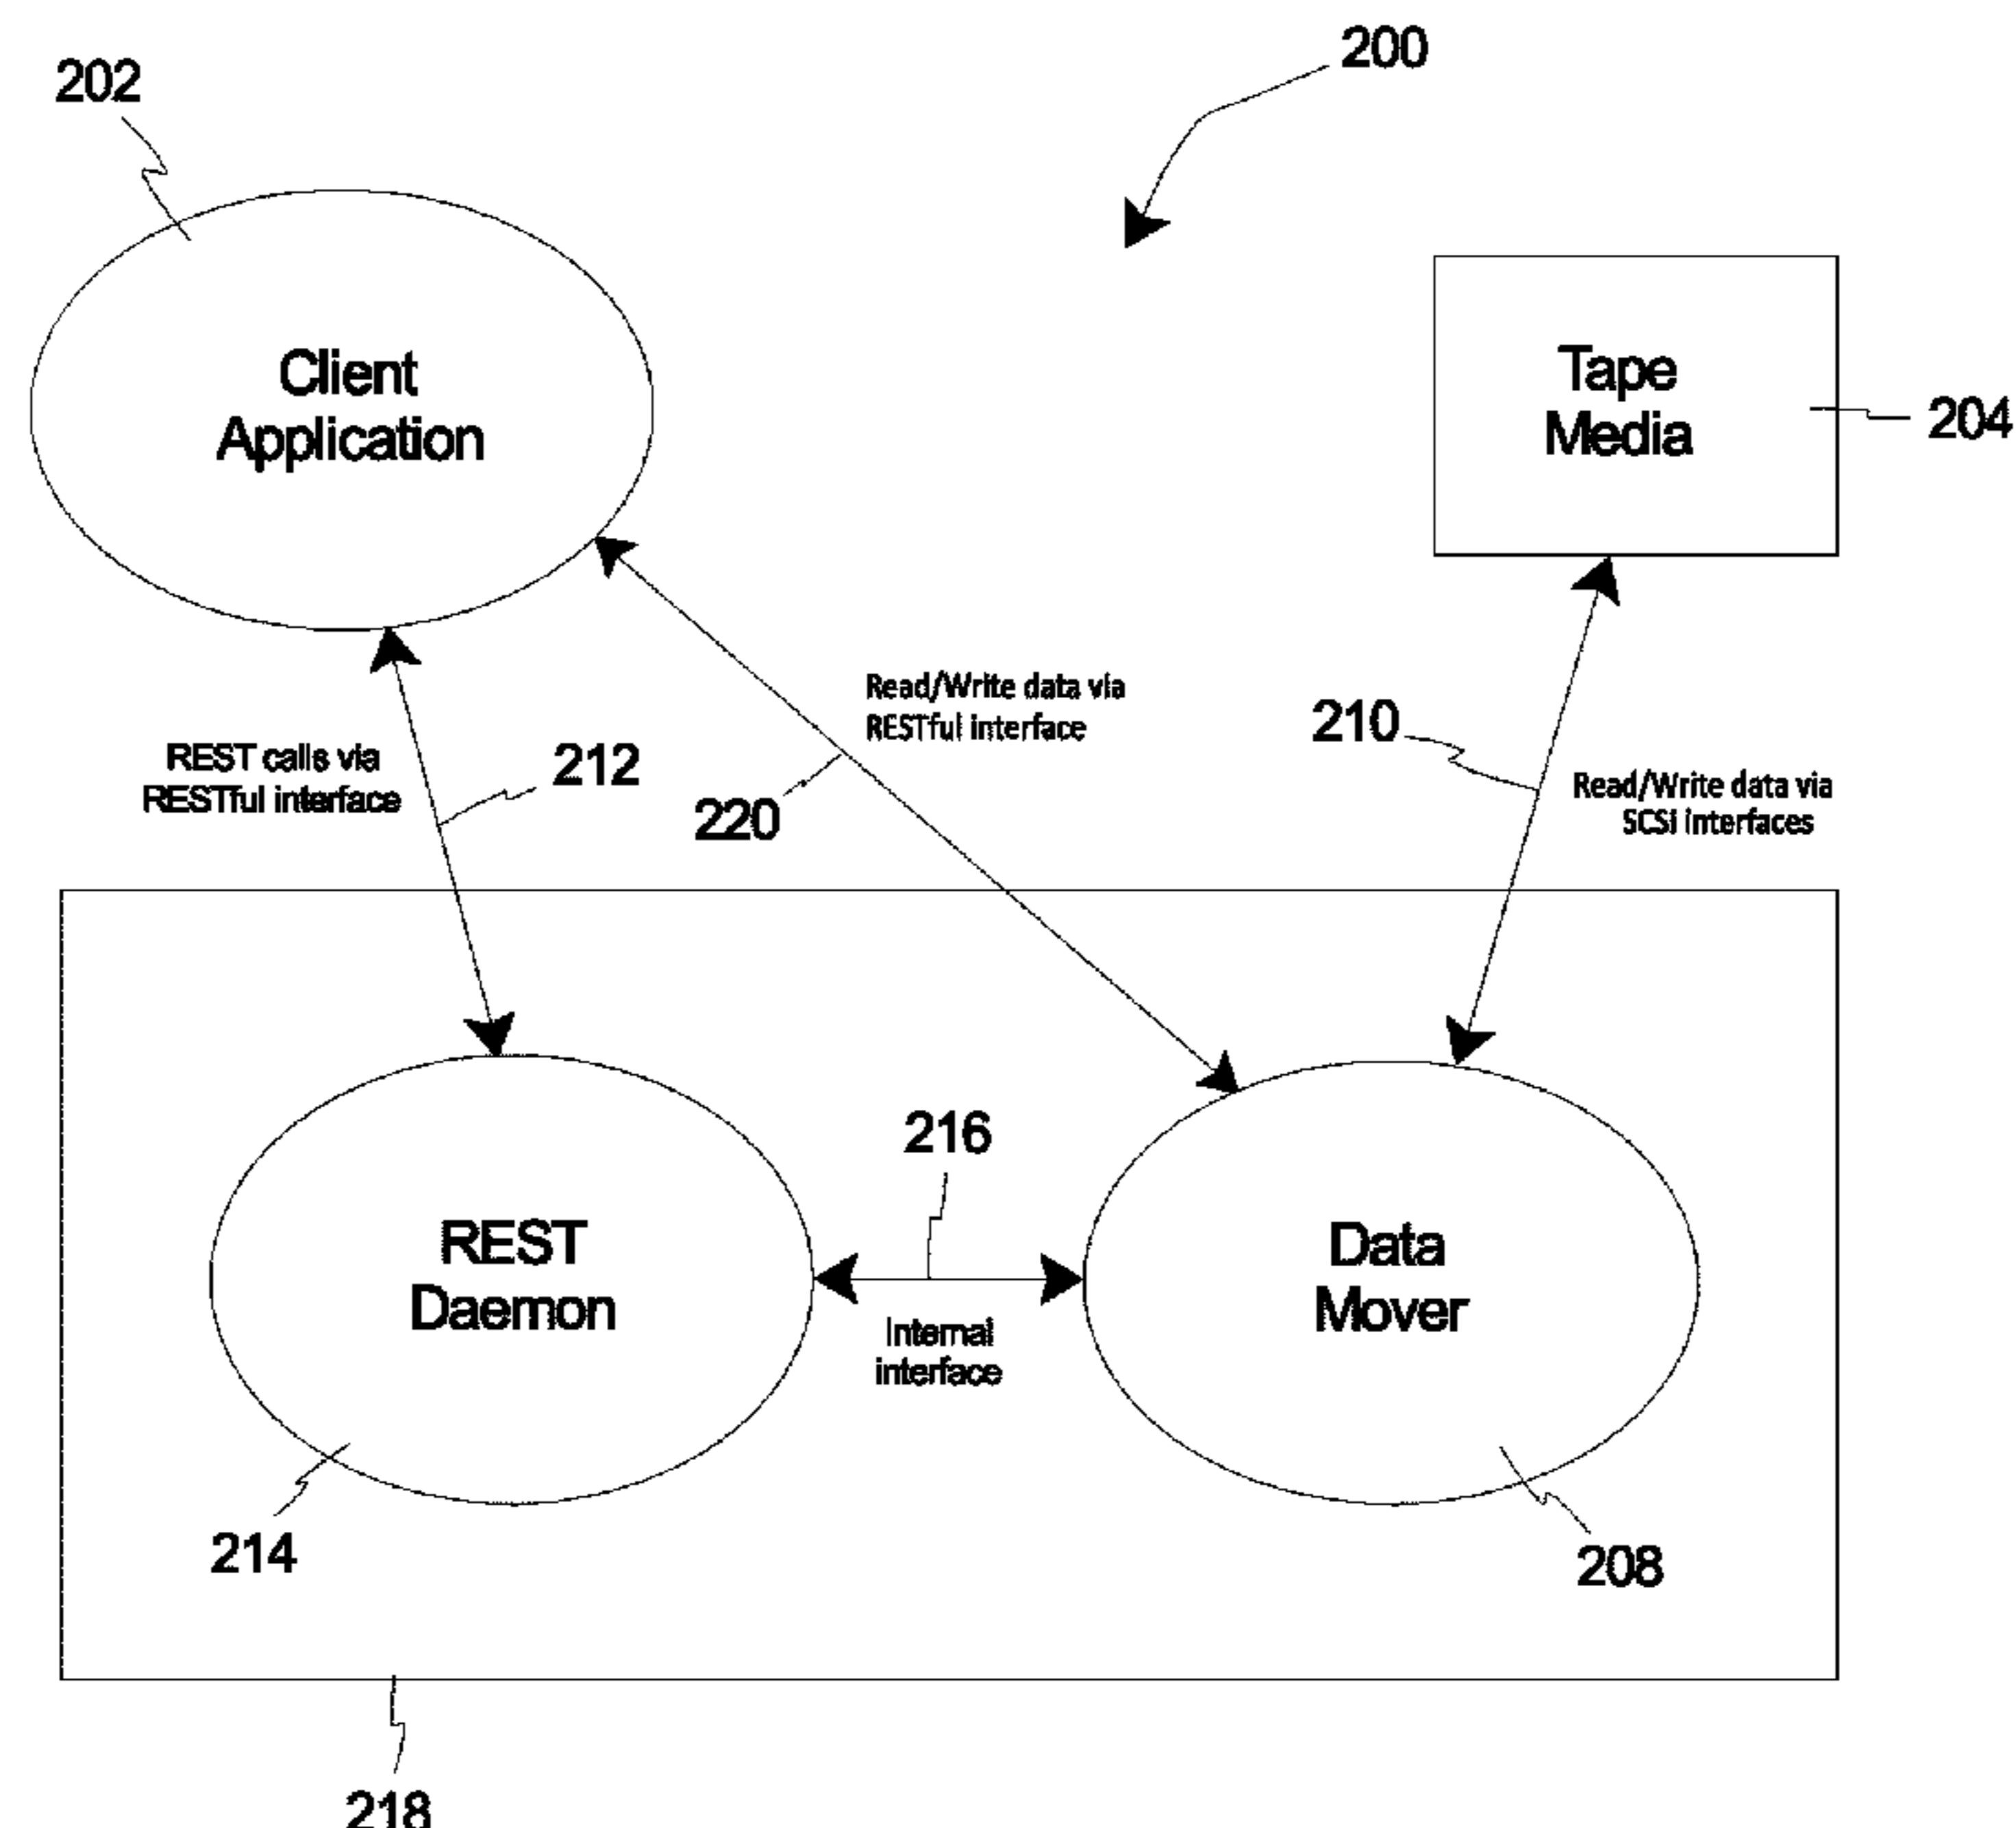 200
202
Client
Application
Tape
Media
204
Read/Write data via
RESTful interface
210
REST calls via
RESTful interface
212
220
Read/Write data via
SCSI interfaces
216
REST
Daemon
Data
Mover
Internal
interface
214
208
218